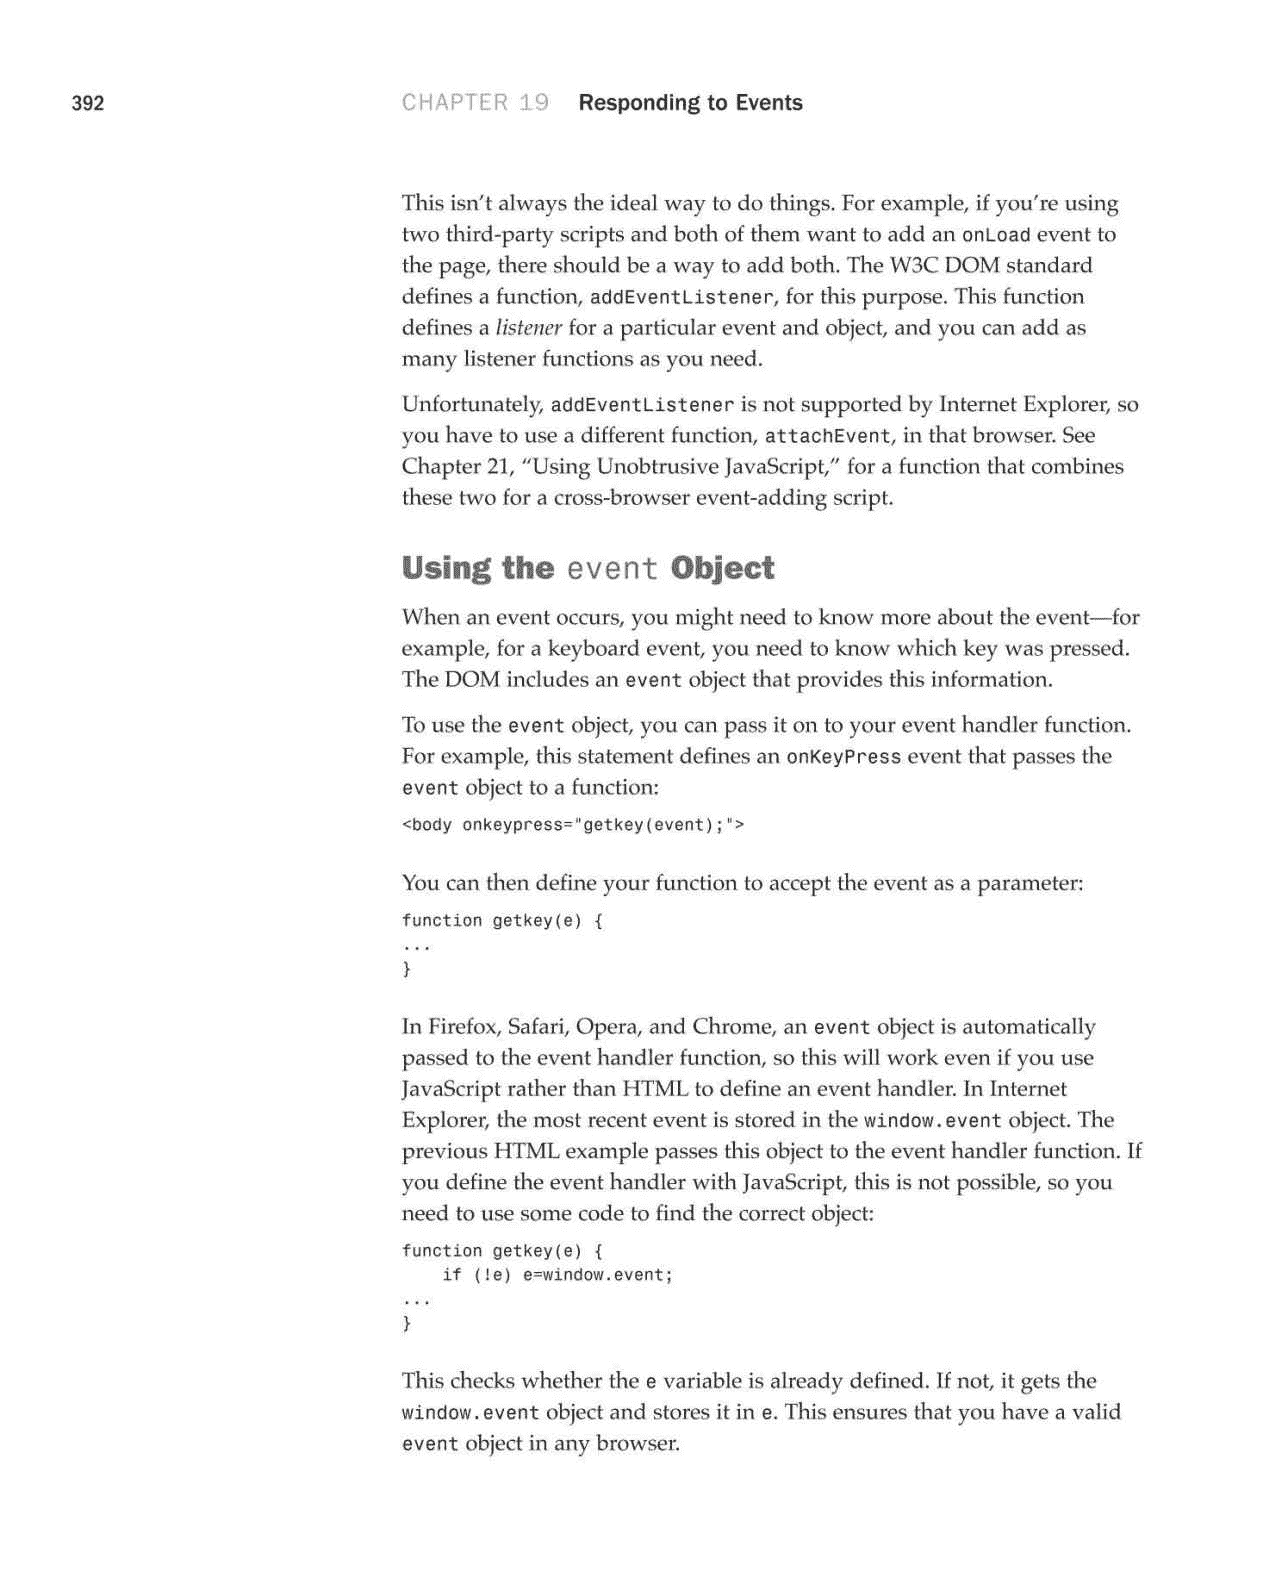 392
CHAPTER 19 Responding to Events
This isn't always the ideal way to do things. For example, if you're using
two third-party scripts and both of them want to add an onLoad event to
the page, there should be a way to add both. The W3C DOM standard
defines a function, addEventListener, for this purpose. This function
defines a listener for a particular event and object, and you can add as
many listener functions as you need.
Unfortunately, addEventListener is not supported by Internet Explorer, so
you have to use a different function, attachEvent, in that browser. See
Chapter 21, "Using Unobtrusive JavaScript," for a function that combines
these two for a cross-browser event-adding script.
Using the event Object
When an event occurs, you might need to know more about the event—for
example, for a keyboard event, you need to know which key was pressed.
The DOM includes an event object that provides this information.
To use the event object, you can pass it on to your event handler function.
For example, this statement defines an onKeyPress event that passes the
event object to a function:
<body onkeypress="getkey(event);">
You can then define your function to accept the event as a parameter:
function getkey(e) {
...
}
In Firefox, Safari, Opera, and Chrome, an event object is automatically
passed to the event handler function, so this will work even if you use
JavaScript rather than HTML to define an event handler. In Internet
Explorer, the most recent event is stored in the window.event object. The
previous HTML example passes this object to the event handler function. If
you define the event handler with JavaScript, this is not possible, so you
need to use some code to find the correct object:
function getkey(e) {
    if (!e) e=window.event;
...
}
This checks whether the e variable is already defined. If not, it gets the
window.event object and stores it in e. This ensures that you have a valid
event object in any browser.